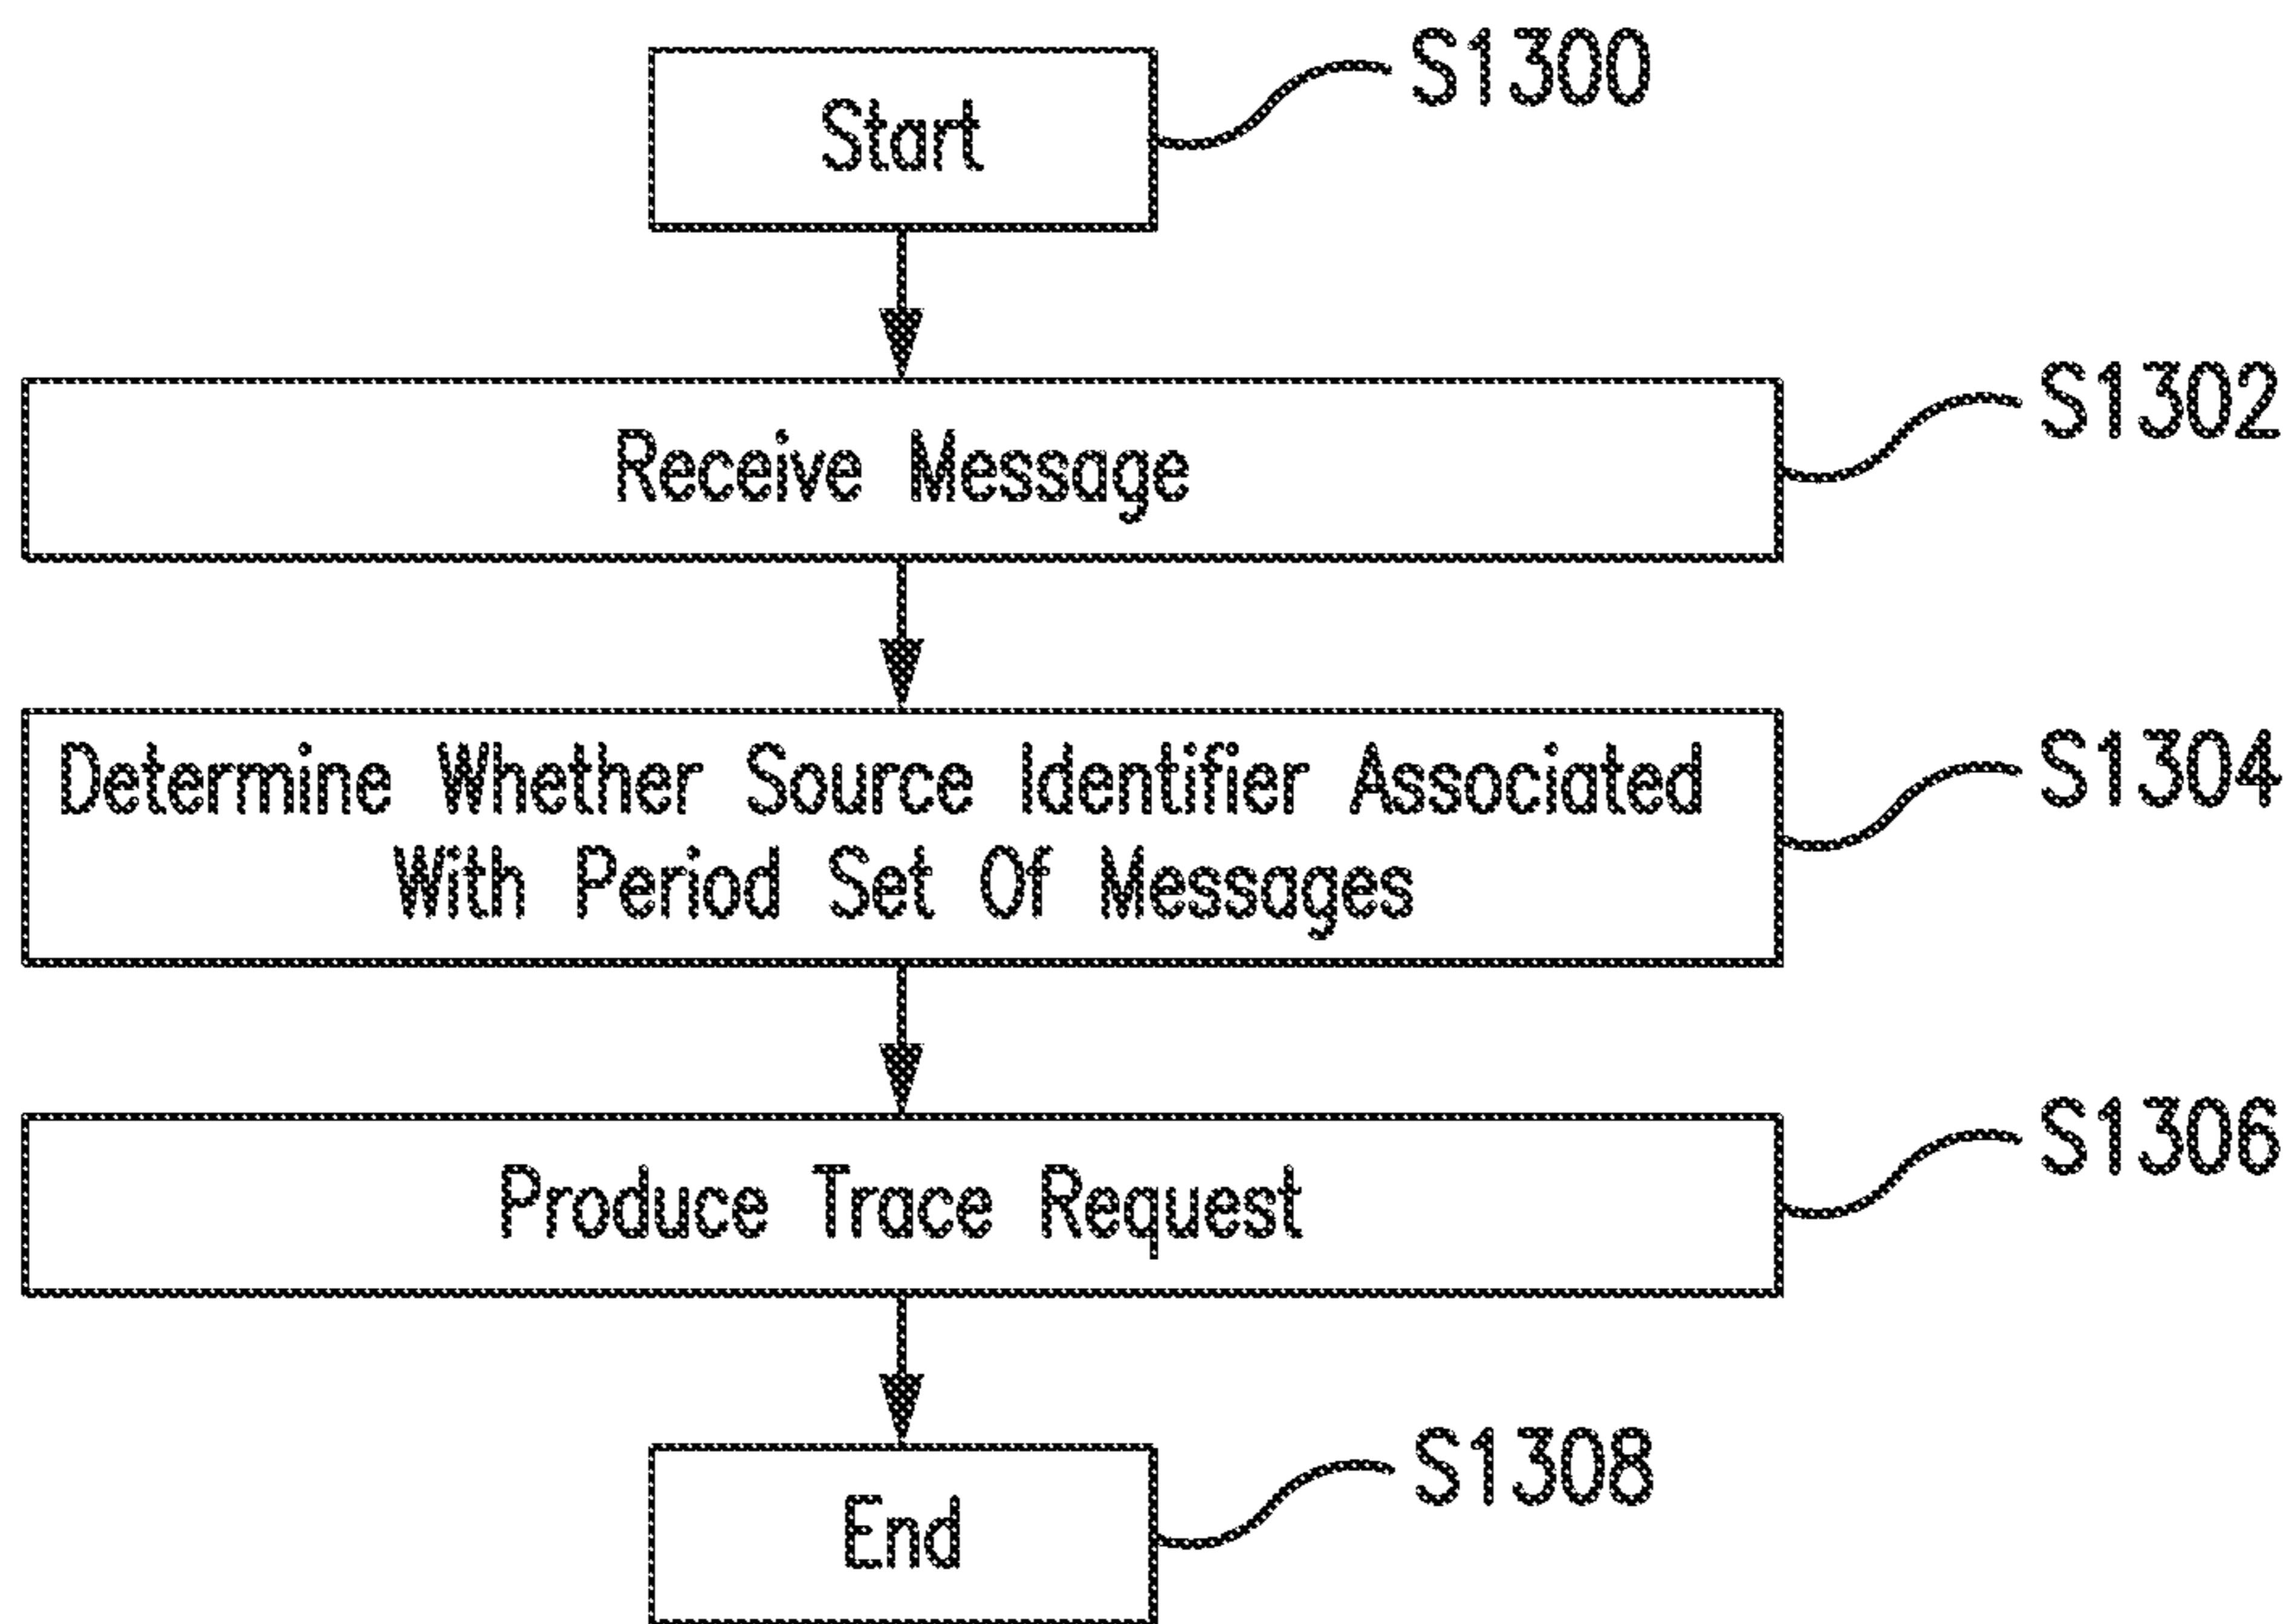 Start
S1300
Receive Message
S1302
Determine Whether Source Identifier Associated
With Period Set Of Messages
S1304
Produce Trace Request
S1306
End
S1308